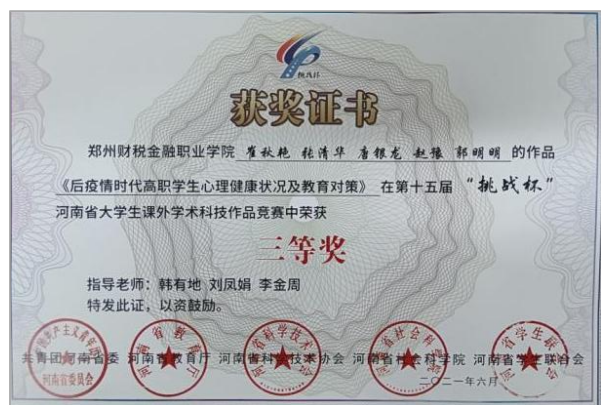 挑战杯
获奖证书
郑州财税金融职业学院 崔秋艳 张清华 唐银龙 赵豫 郭明明 的作品
《后疫情时代高职学生心理健康状况及教育对策》 在第十五届 “挑战杯”
河南省大学生课外学术科技作品竞赛中荣获
三等奖
指导老师：韩有地 刘凤娟 李金周
特发此证，以资鼓励。
共青团河南省委 河南省教育厅 河南省科学技术协会 河南省社会科学院 河南省学生联合会
河南省委员会
二〇二一年六月